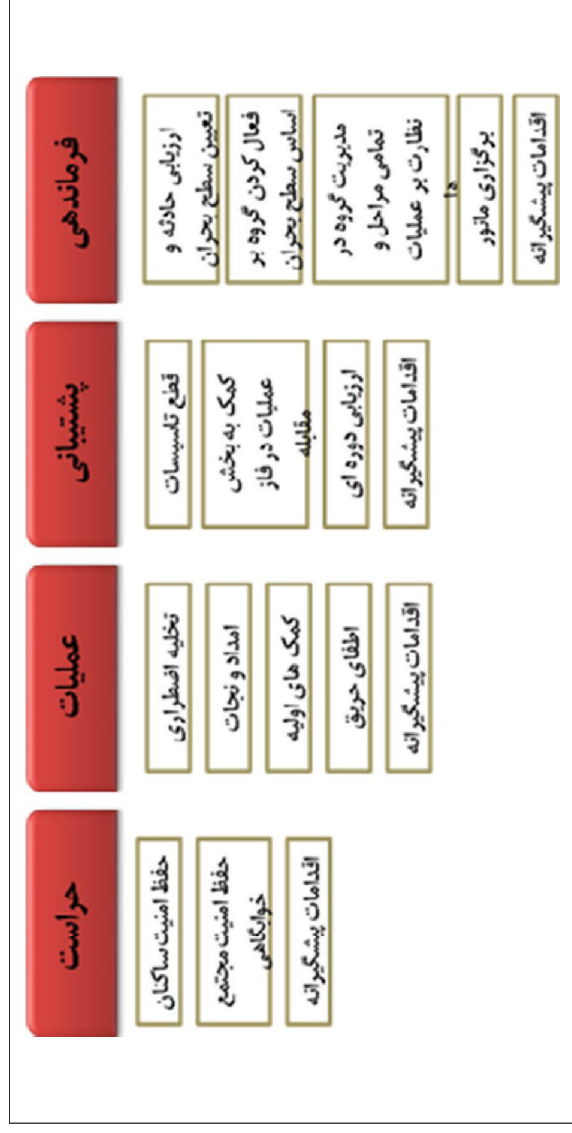 فرماندهی
ارزیابی حادثه و
تعیین سطح بحران
فعال کردن گروه بر
اساس سطح بحران
مدیریت گروه در
تمامی مراحل و
نظارت بر عملیات
برگزاری مانور
ها
اقدامات پیشگیرانه
پشتیبانی
قطع تاسیسات
کمک به بخش
عملیات در فاز
مقابله
ارزیابی دوره ای
اقدامات پیشگیرانه
عملیات
تخلیه اضطراری
امداد و نجات
کمک های اولیه
اطفای حریق
اقدامات پیشگیرانه
حراست
حفظ امنیت ساکنان
حفظ امنیت مجتمع
خوابگاهی
اقدامات پیشگیرانه